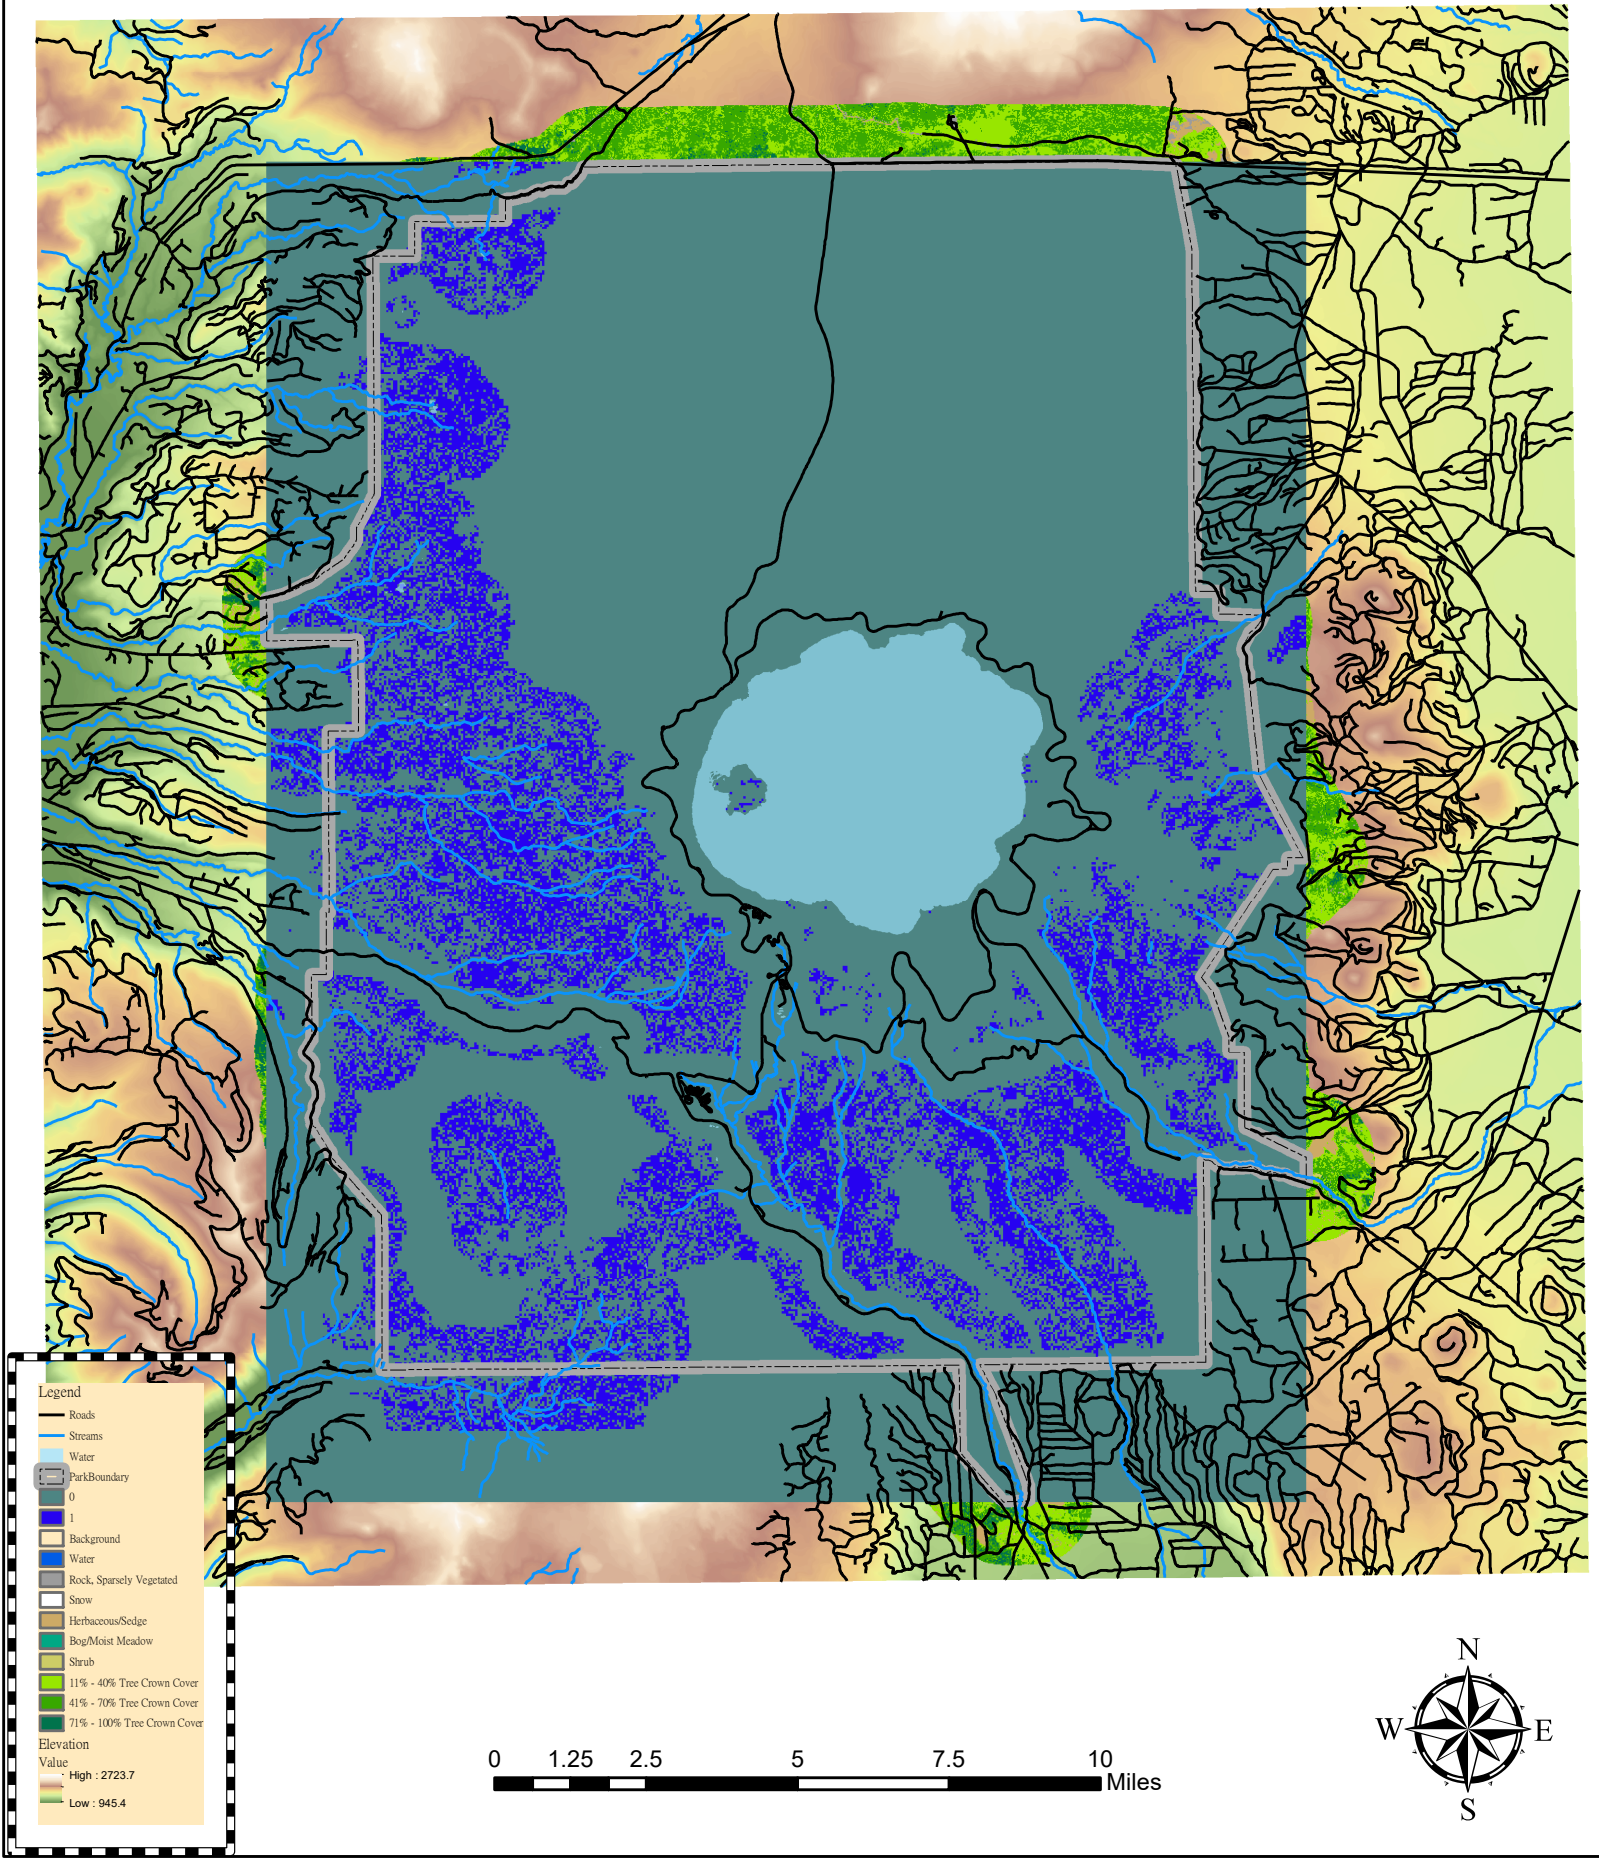 Legend
Roads
Streams
Water
ParkBoundary
0
1
Background
Water
Rock, Sparsely Vegetated
Snow
Herbaceous/Sedge
Bog/Moist Meadow
Shrub
11% - 40% Tree Crown Cover
41% - 70% Tree Crown Cover
71% - 100% Tree Crown Cover
Elevation
Value
High : 2723.7
Low : 945.4
0 1.25 2.5 5 7.5 10
Miles
N
W E
S